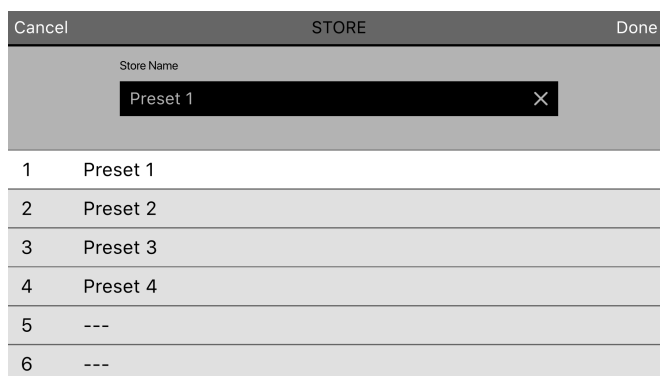 Cancel STORE Done
Store Name
Preset 1
1 Preset 1
2 Preset 2
3 Preset 3
4 Preset 4
5 ---
6 ---